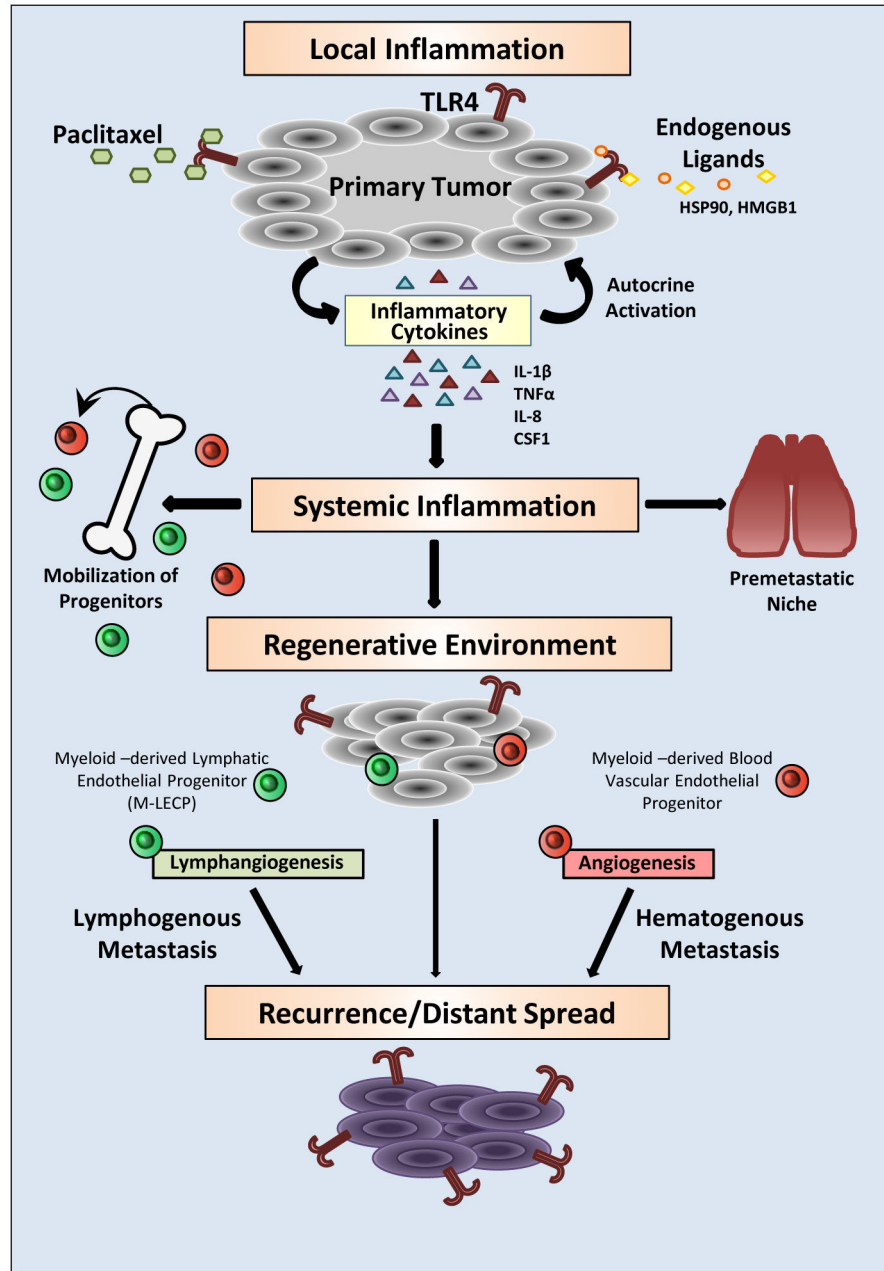 Local Inflammation
TLR4
Paclitaxel
Endogenous
Ligands
HSP90, HMGB1
Primary Tumor
Autocrine
Activation
Inflammatory
Cytokines
IL-1β
TNFα
IL-8
CSF1
Systemic Inflammation
Mobilization of
Progenitors
Premetastatic
Niche
Regenerative Environment
Myeloid –derived Lymphatic
Endothelial Progenitor
(M-LECP)
Myeloid –derived Blood
Vascular Endothelial
Progenitor
Lymphangiogenesis
Angiogenesis
Lymphogenous
Metastasis
Hematogenous
Metastasis
Recurrence/Distant Spread